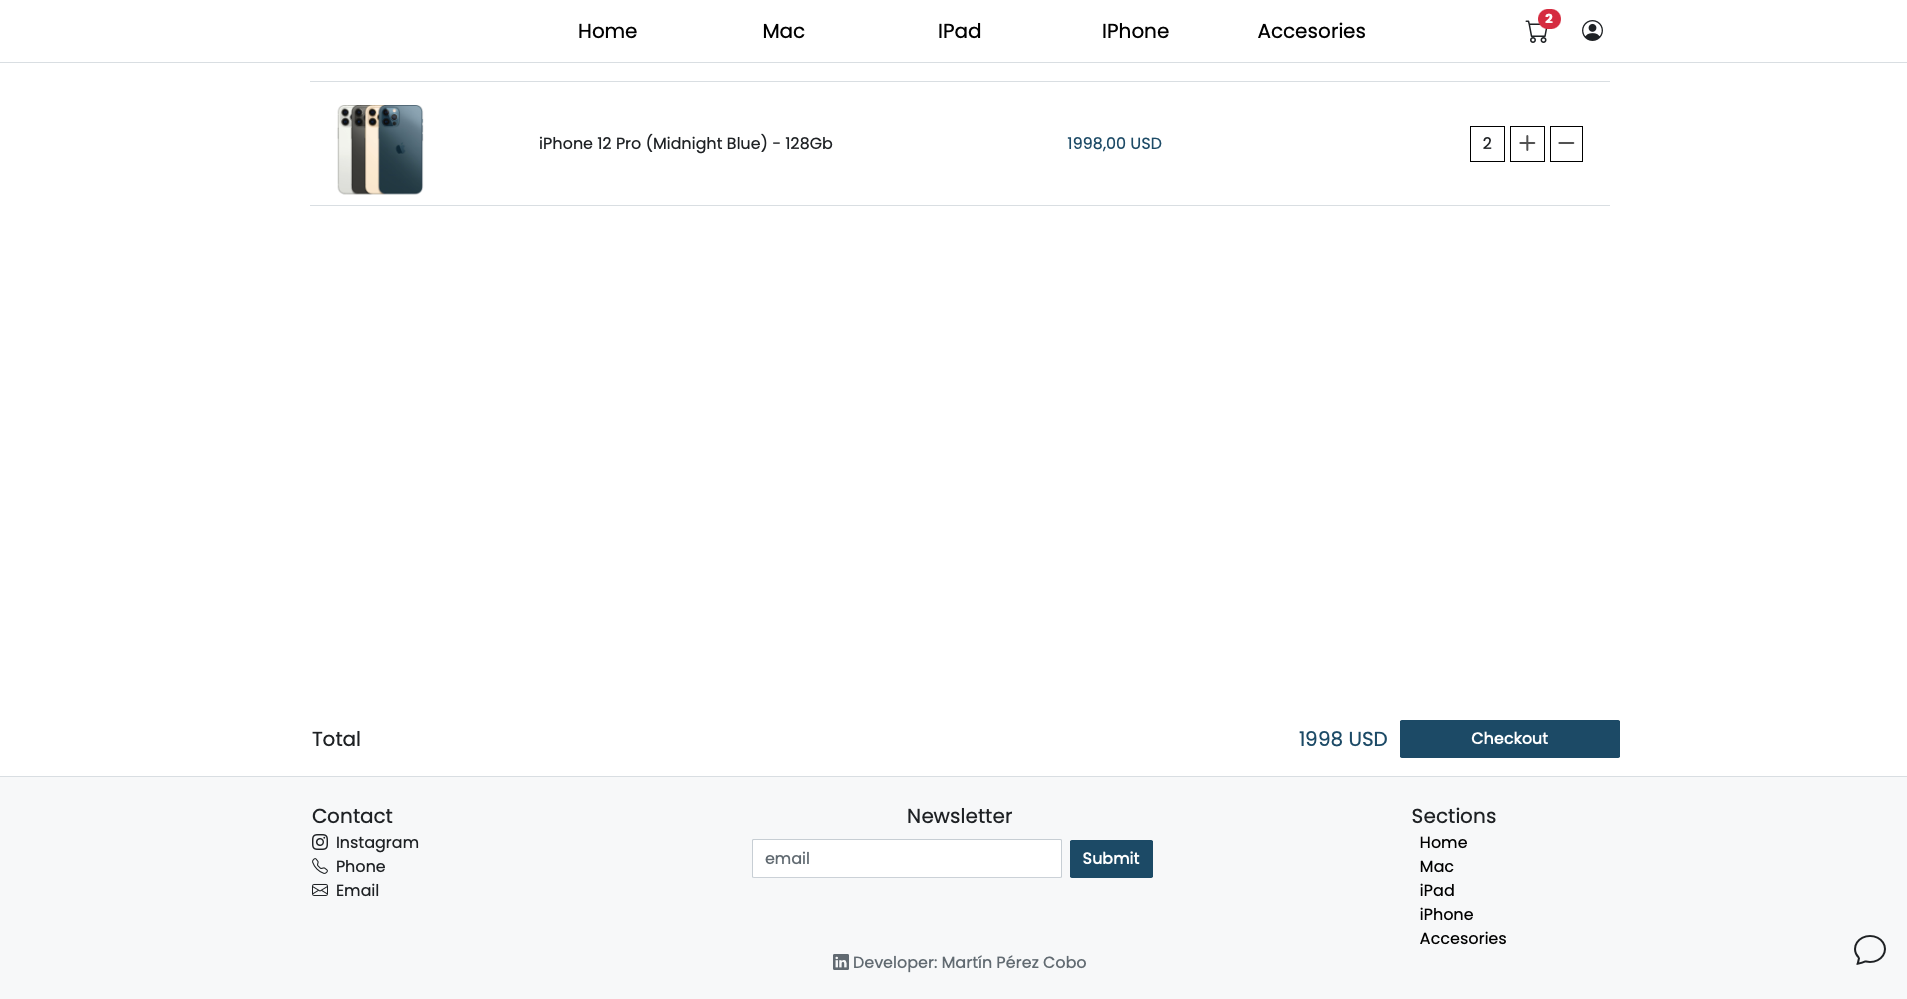 Home Mac IPad IPhone Accesories 2
iPhone 12 Pro (Midnight Blue) - 128Gb 1998,00 USD 2
Total 1998 USD Checkout
Contact
Instagram
Phone
Email
Newsletter
email Submit
Sections
Home
Mac
iPad
iPhone
Accesories
Developer: Martín Pérez Cobo